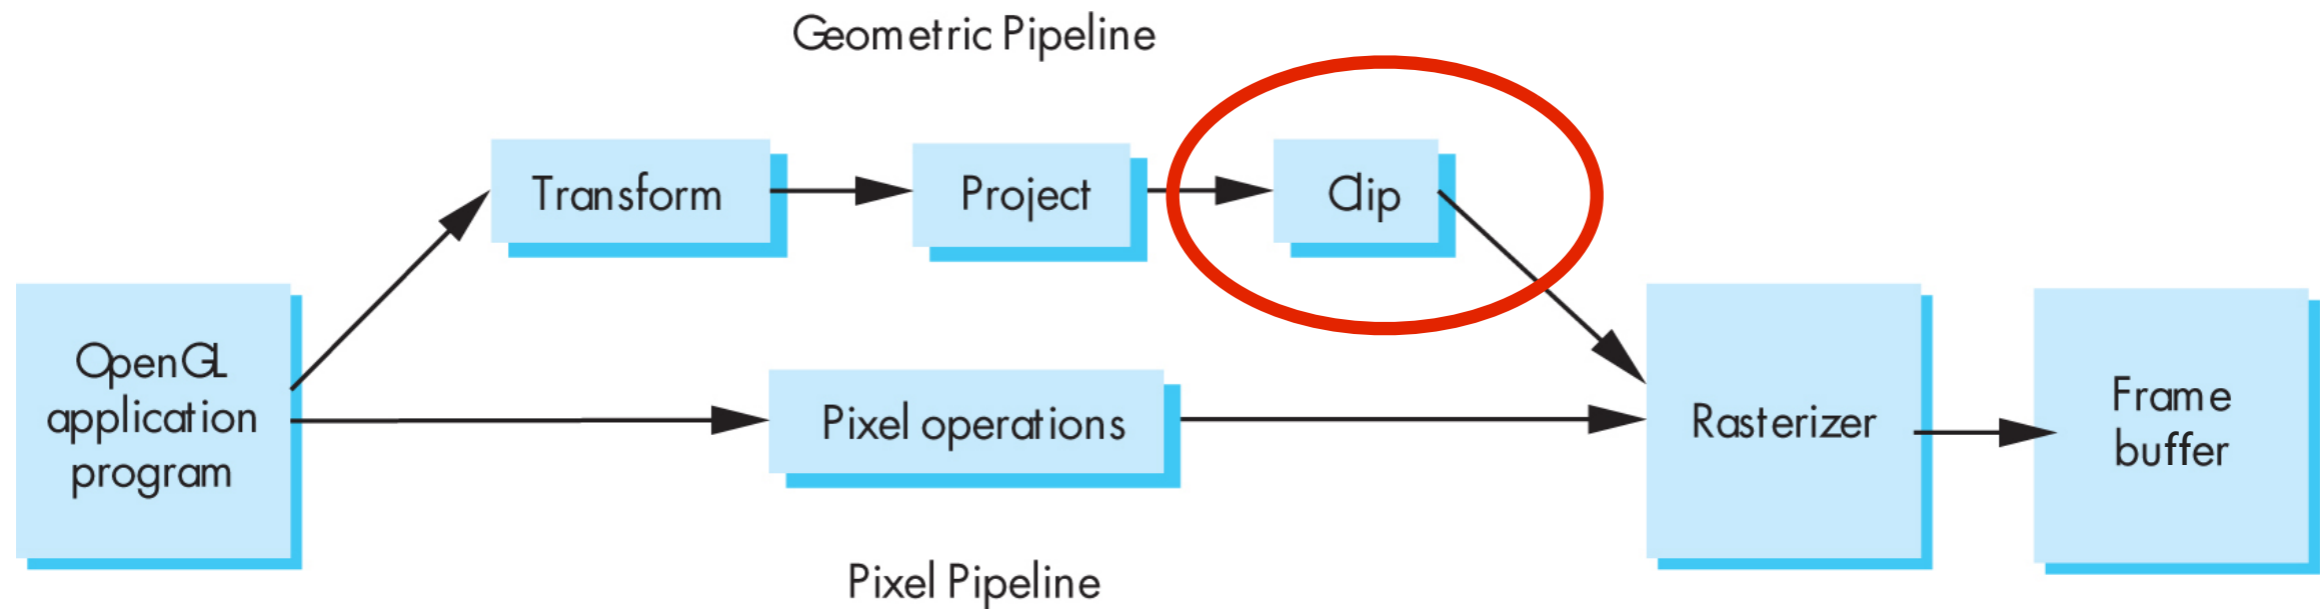 Geometric Pipeline
Transform
Project
Clip
OpenGL
application
program
Pixel operations
Rasterizer
Frame
buffer
Pixel Pipeline